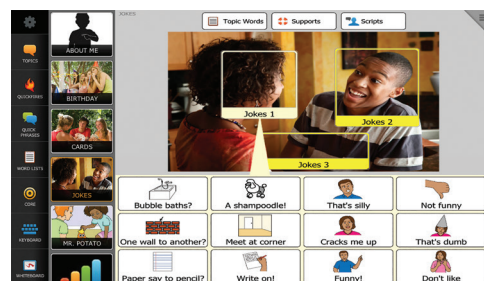 JOKES
Topic Words
Supports
Scripts
TOPICS
QUICKFIRES
QUICK
PHRASES
WORD LISTS
CORE
KEYBOARD
WHITEBOARD
ABOUT ME
BIRTHDAY
CARDS
JOKES
MR. POTATO
Jokes 1
Jokes 2
Jokes 3
Bubble baths?
A shampoodle!
That's silly
Not funny
One wall to another?
Meet at corner
Cracks me up
That's dumb
Paper say to pencil?
Write on!
Funny!
Don't like